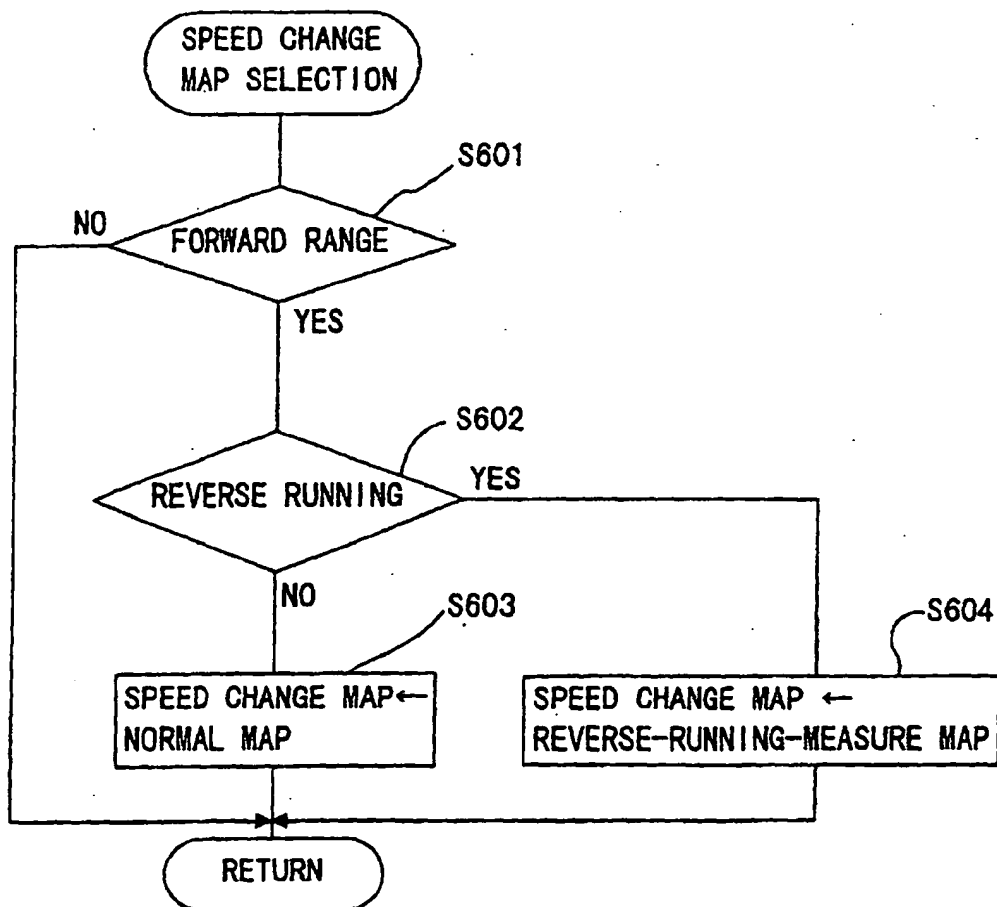 SPEED CHANGE
MAP SELECTION
S601
NO
FORWARD RANGE
YES
S602
REVERSE RUNNING
YES
NO
S603
S604
SPEED CHANGE MAP←
NORMAL MAP
SPEED CHANGE MAP ←
REVERSE-RUNNING-MEASURE MAP
RETURN